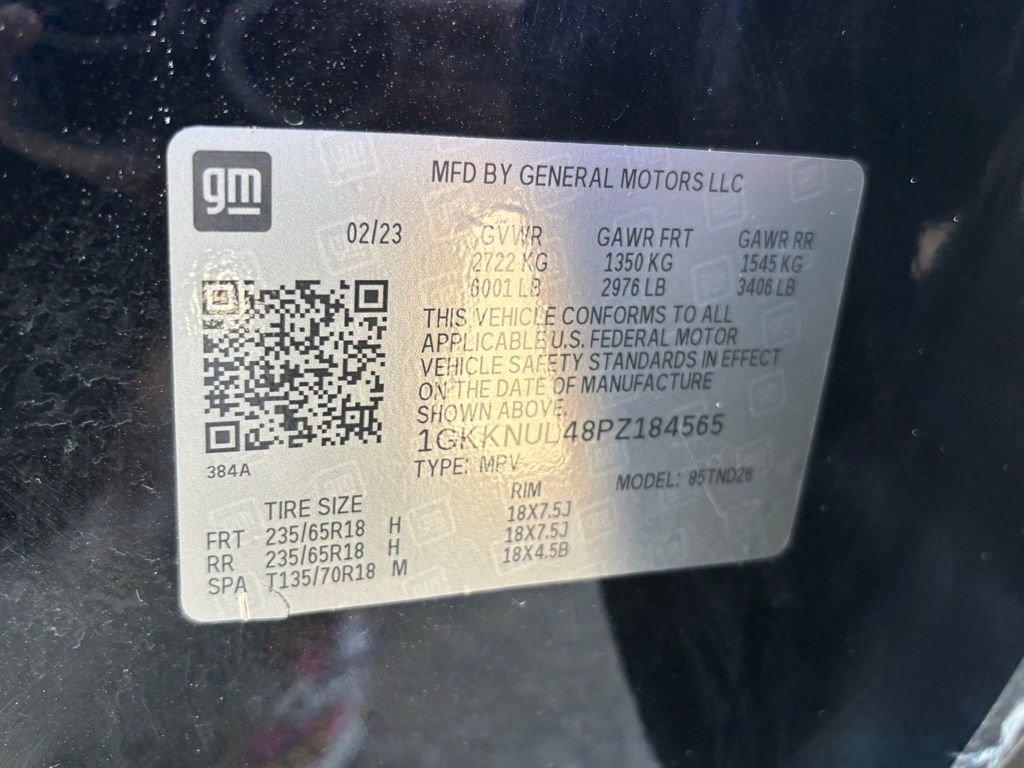 gm
MFD BY GENERAL MOTORS LLC
02/23 GVWR GAWR FRT GAWR RR
2722 KG 1350 KG 1545 KG
6001 LB 2976 LB 3406 LB
THIS VEHICLE CONFORMS TO ALL
APPLICABLE U.S. FEDERAL MOTOR
VEHICLE SAFETY STANDARDS IN EFFECT
ON THE DATE OF MANUFACTURE
SHOWN ABOVE.
1GKKNUL48PZ184565
384A
TYPE: MPV MODEL: 85TND26
TIRE SIZE RIM
FRT 235/65R18 H 18X7.5J
RR 235/65R18 H 18X7.5J
SPA T135/70R18 M 18X4.5B